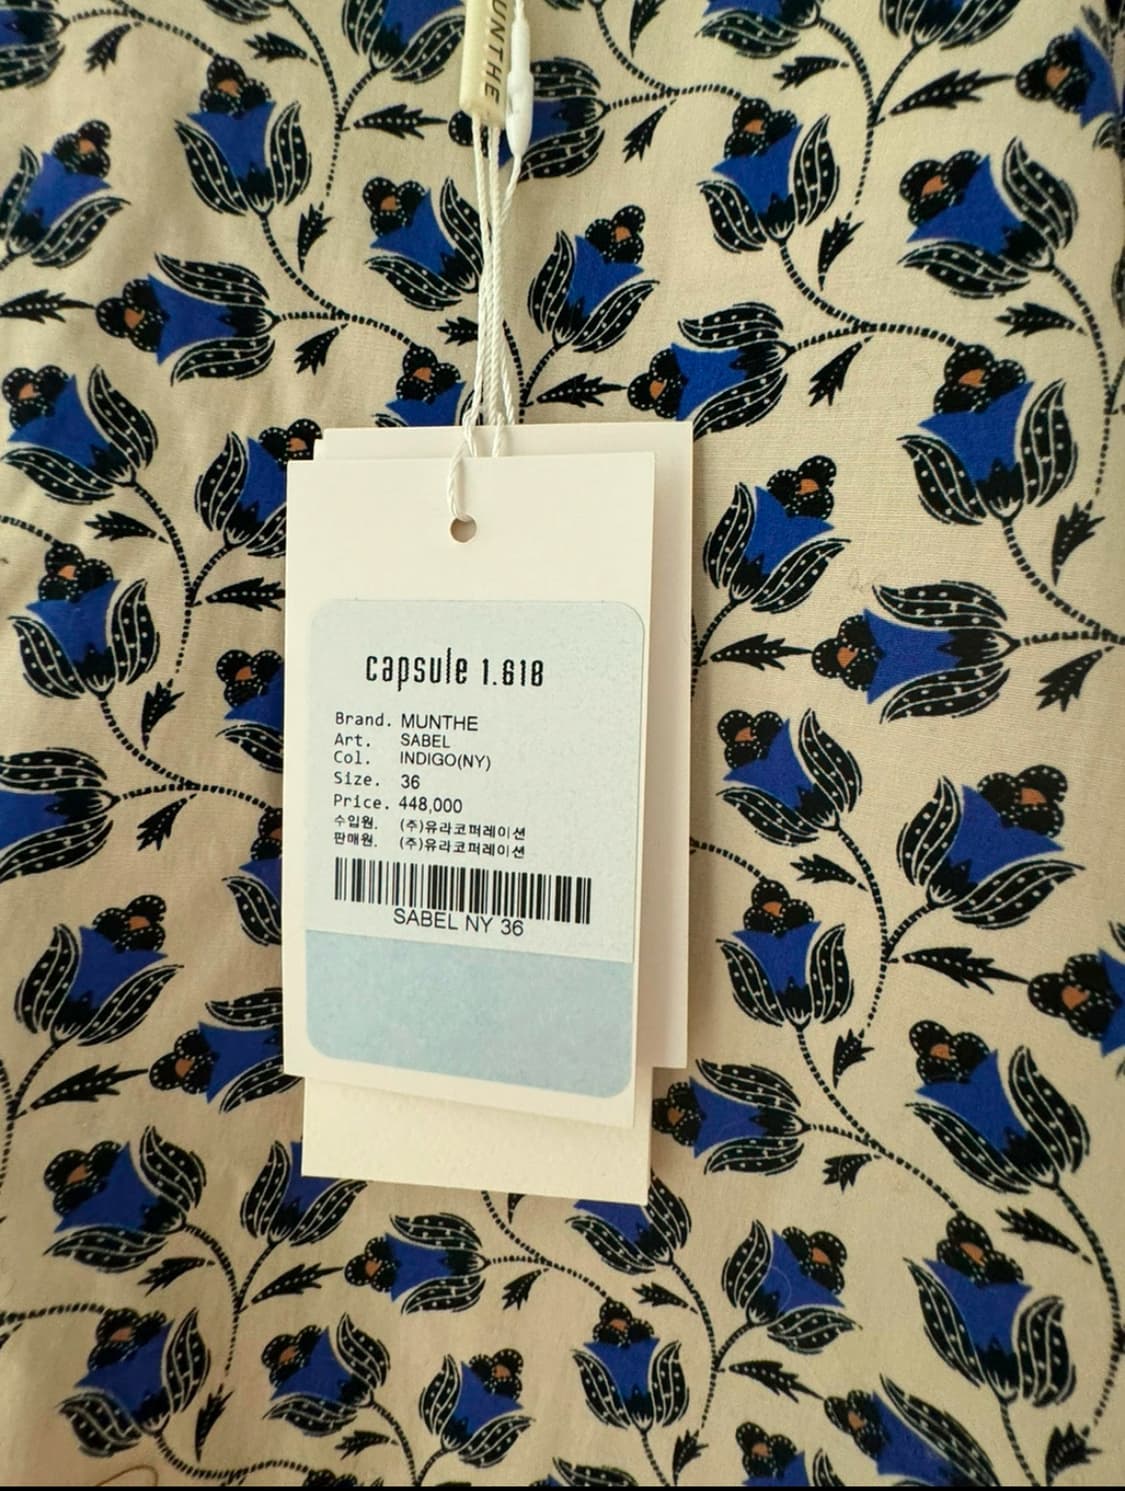 MUNTHE
capsule 1.618
Brand. MUNTHE
Art. SABEL
Col. INDIGO(NY)
Size. 36
Price. 448,000
수입원. (주)유라코퍼레이션
판매원. (주)유라코퍼레이션
SABEL NY 36